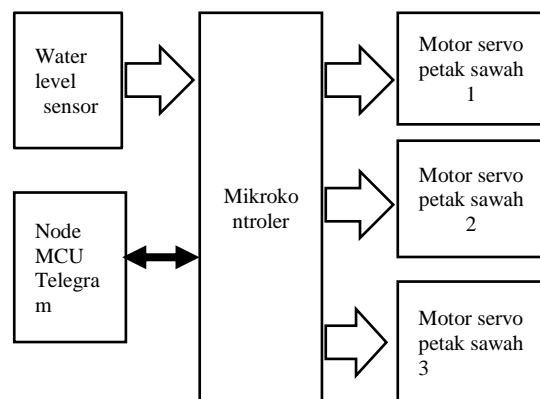 Water
level
sensor
Node
MCU
Telegra
m
Mikroko
ntroler
Motor servo
petak sawah
1
Motor servo
petak sawah
2
Motor servo
petak sawah
3